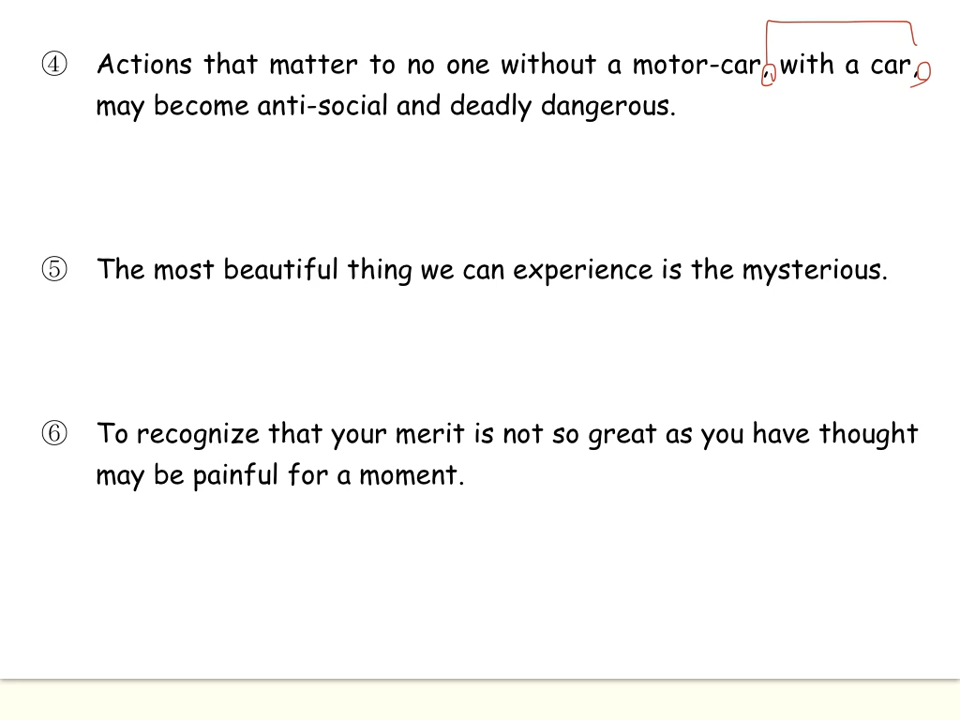 ④ Actions that matter to no one without a motor-car, with a car,
may become anti-social and deadly dangerous.
⑤ The most beautiful thing we can experience is the mysterious.
⑥ To recognize that your merit is not so great as you have thought
may be painful for a moment.